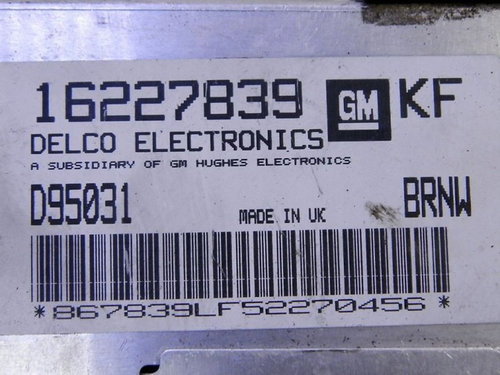 16227839 GM KF
DELCO ELECTRONICS
A SUBSIDIARY OF GM HUGHES ELECTRONICS
D95031 MADE IN UK BRNW
*867839LF52270456*